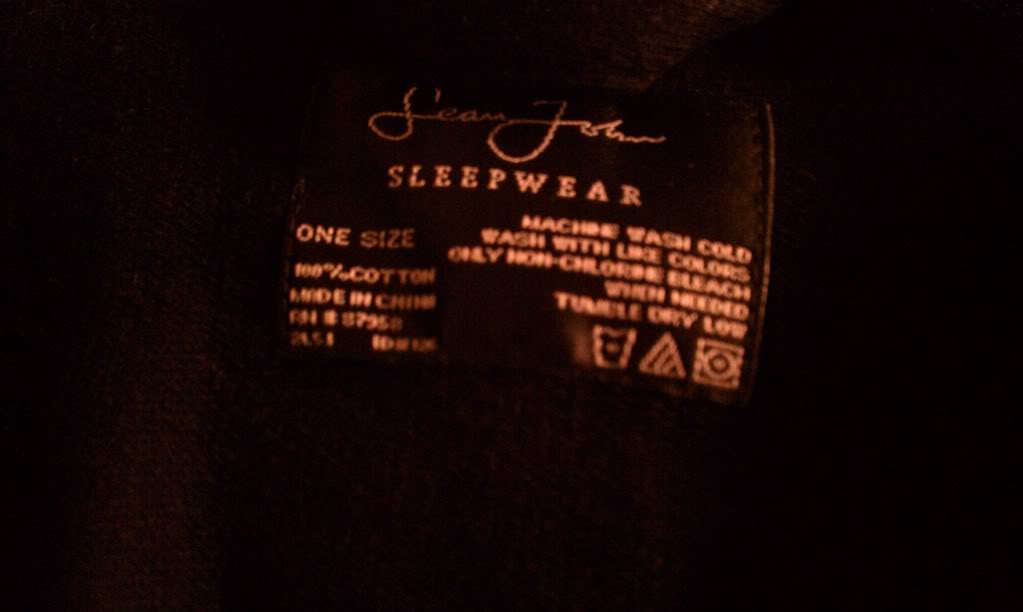 Sean John
SLEEPWEAR
ONE SIZE
100% COTTON
MADE IN CHINA
RN #
MACHINE WASH COLD
WASH WITH LIKE COLORS
ONLY NON-CHLORINE BLEACH
WHEN NEEDED
TUMBLE DRY LOW